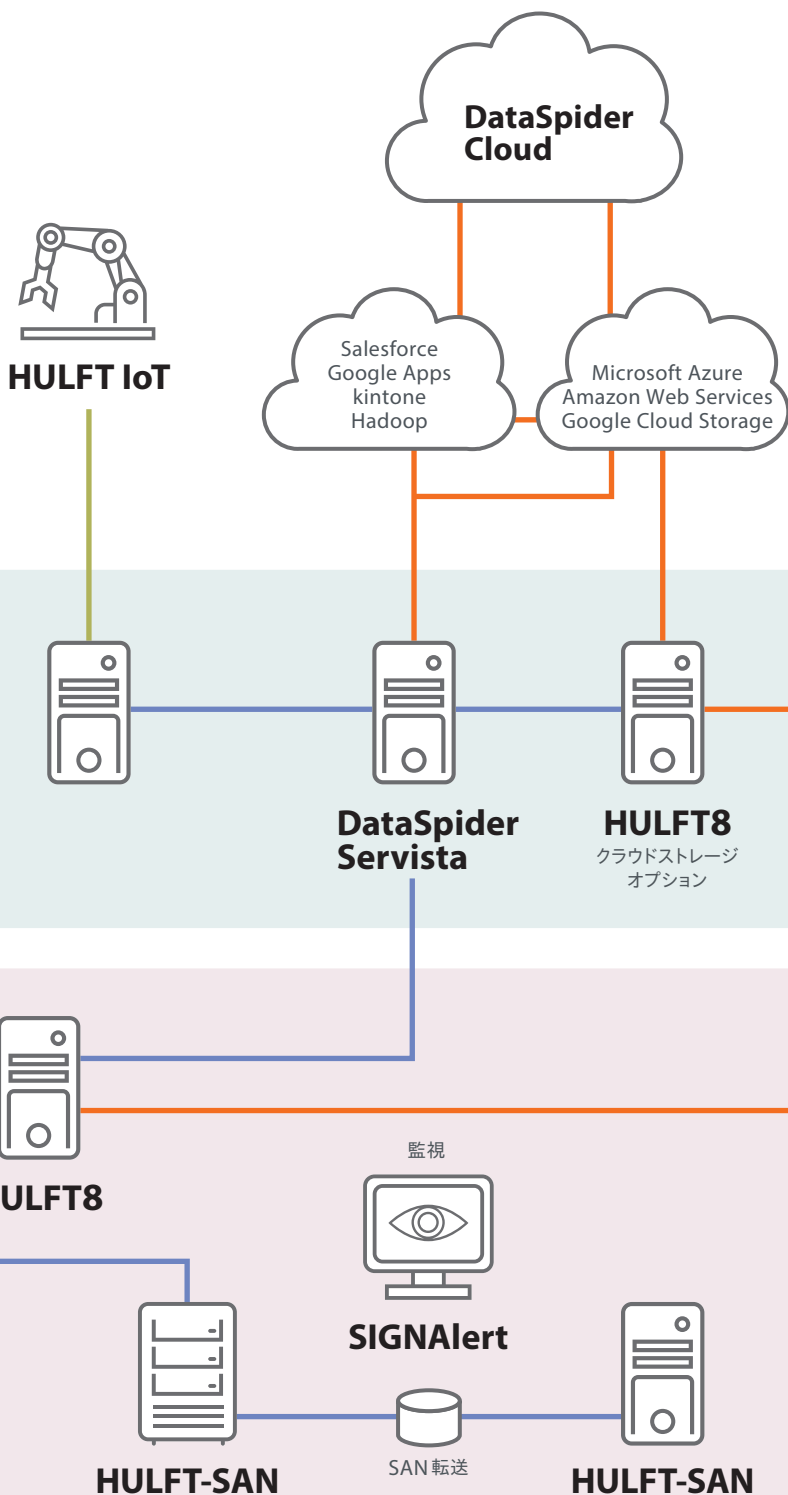 DataSpider
Cloud
HULFT IoT
Salesforce
Google Apps
kintone
Hadoop
Microsoft Azure
Amazon Web Services
Google Cloud Storage
DataSpider
Servista
HULFT8
クラウドストレージ
オプション
ULFT8
監視
SIGNAlert
SAN転送
HULFT-SAN
HULFT-SAN